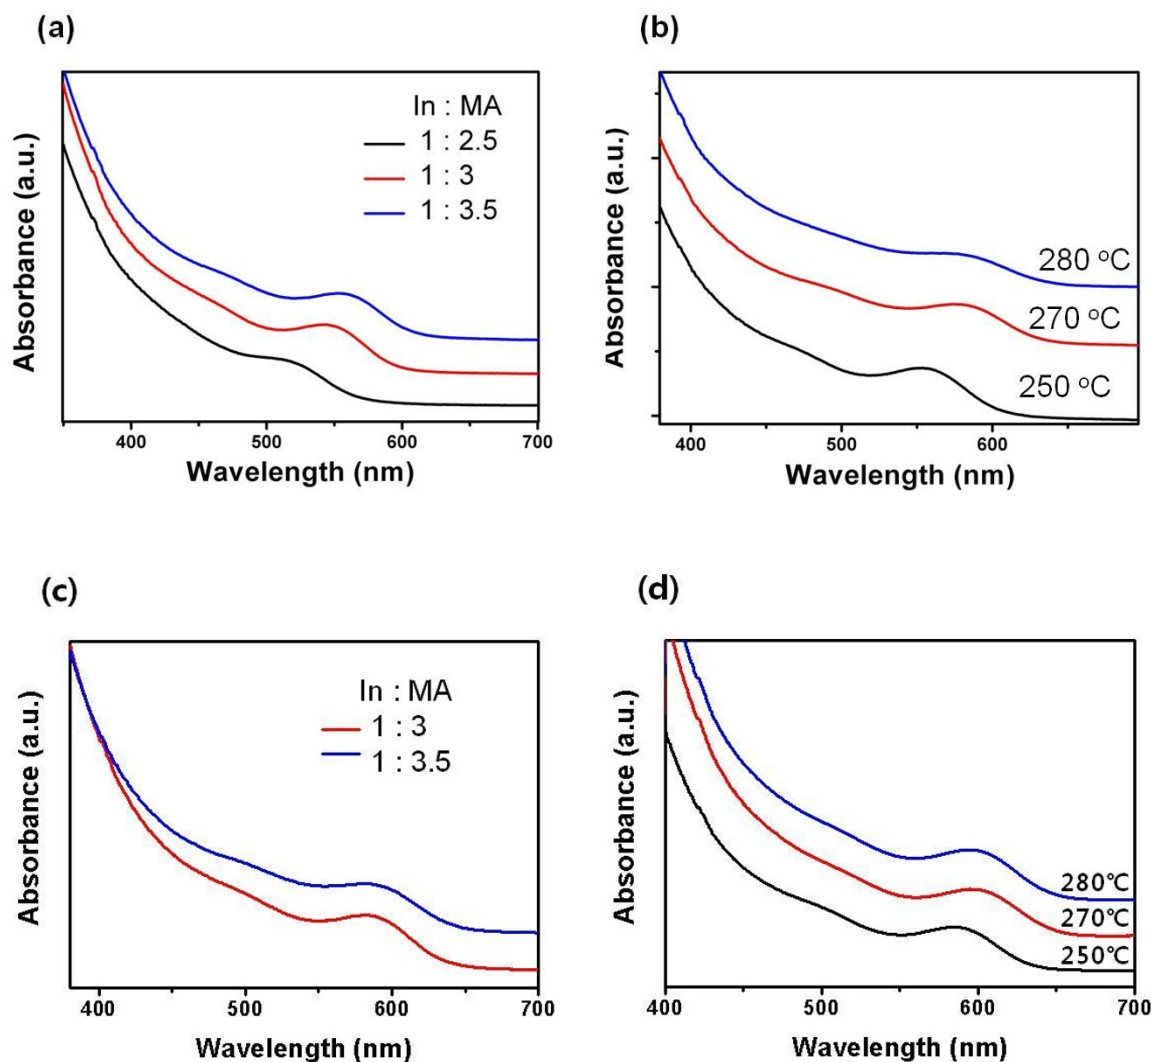 (a)
In : MA
1 : 2.5
1 : 3
1 : 3.5
Absorbance (a.u.)
400 500 600 700
Wavelength (nm)
(b)
280 °C
270 °C
250 °C
Absorbance (a.u.)
400 500 600
Wavelength (nm)
(c)
In : MA
1 : 3
1 : 3.5
Absorbance (a.u.)
400 500 600 700
Wavelength (nm)
(d)
280℃
270℃
250℃
Absorbance (a.u.)
400 500 600 700
Wavelength (nm)